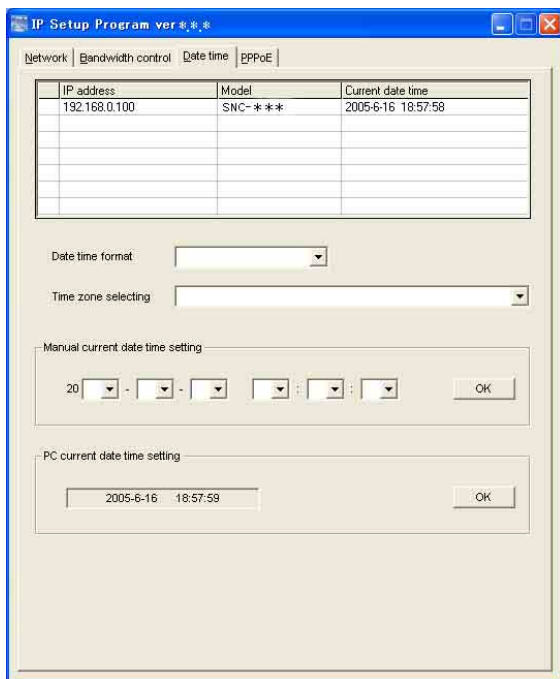 IP Setup Program ver***
Network Bandwidth control Date time PPPoE
IP address Model Current date time
192.168.0.100 SNC-*** 2005-6-16 18:57:58
Date time format
Time zone selecting
Manual current date time setting
20 - - : : OK
PC current date time setting
2005-6-16 18:57:59 OK